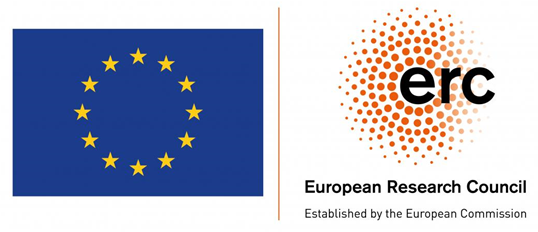 erc
European Research Council
Established by the European Commission